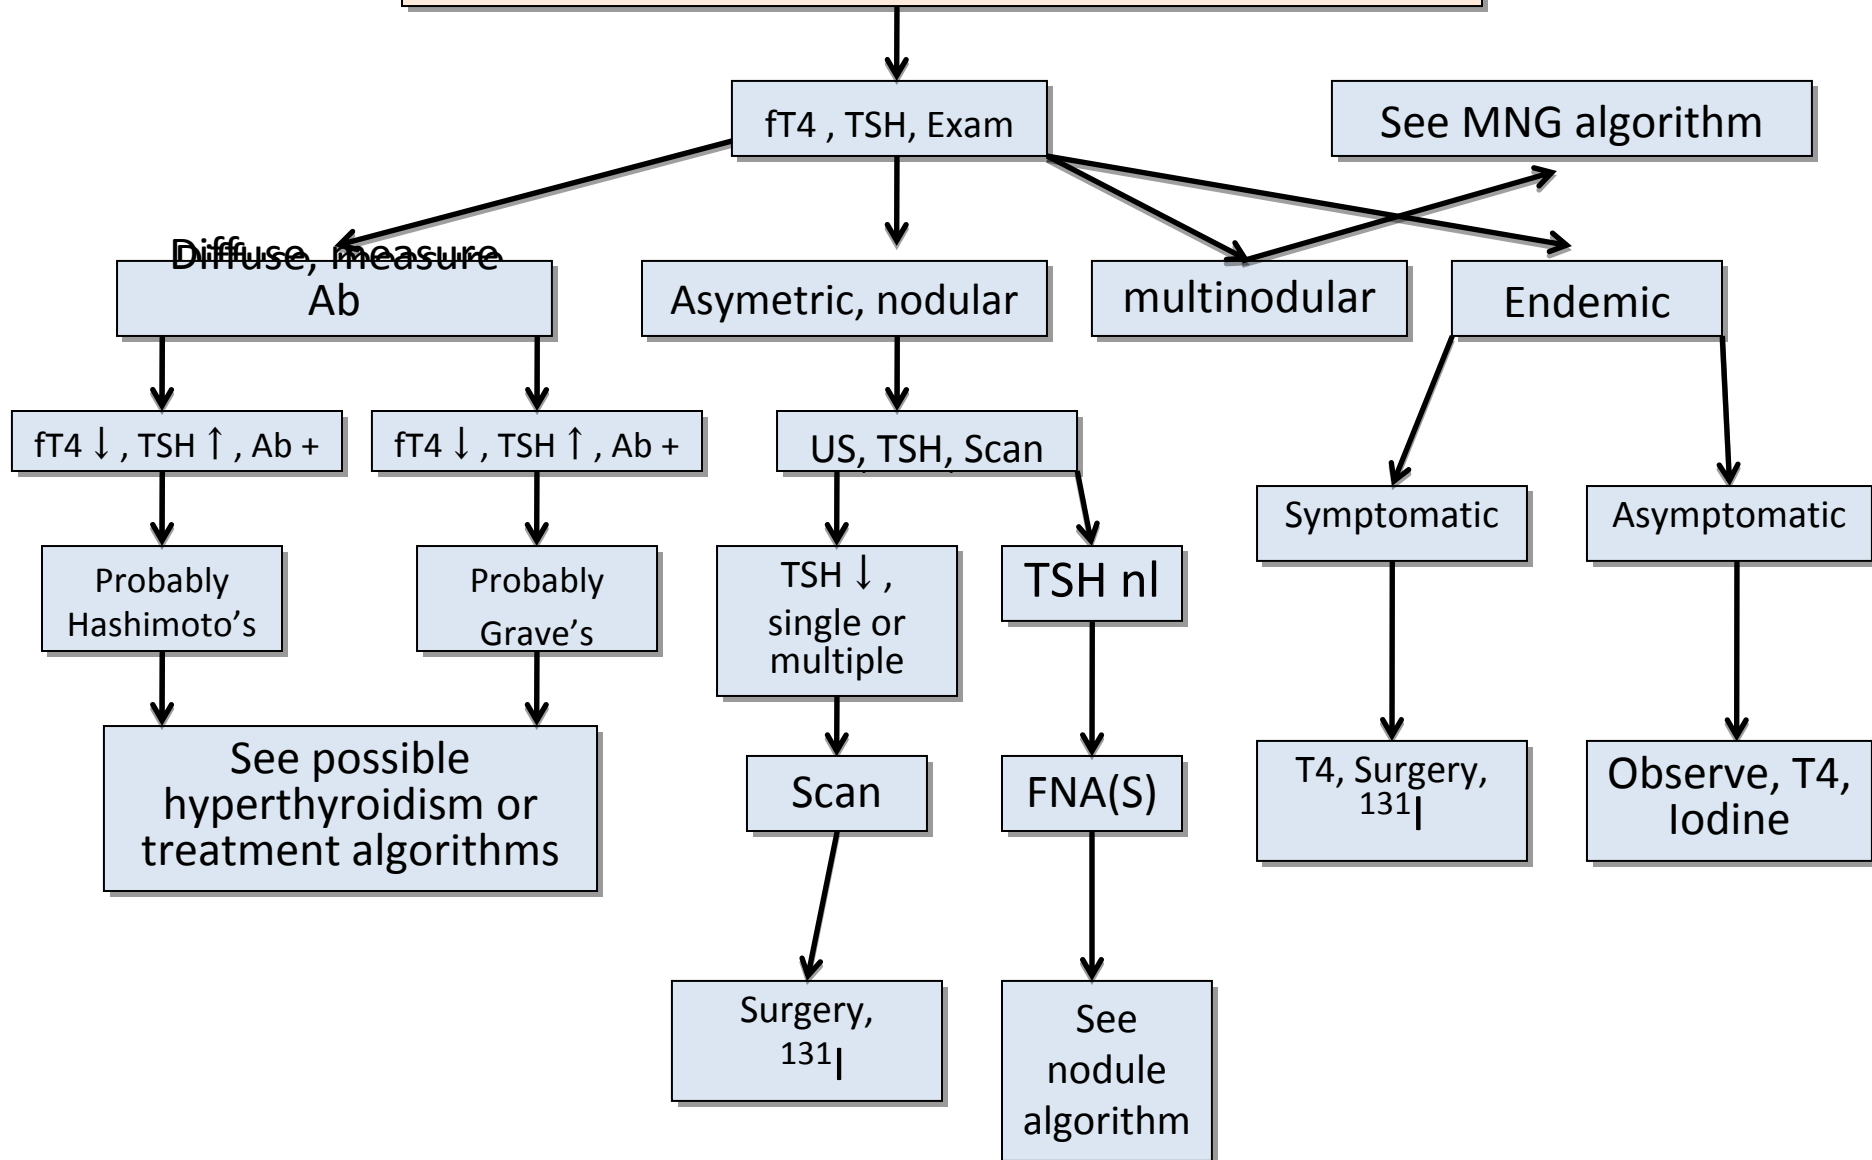 fT4 , TSH, Exam
See MNG algorithm
Diffuse, measure
Ab
Asymetric, nodular
multinodular
Endemic
fT4 ↓ , TSH ↑ , Ab +
fT4 ↓ , TSH ↑ , Ab +
US, TSH, Scan
Symptomatic
Asymptomatic
Probably
Hashimoto’s
Probably
Grave’s
TSH ↓ ,
single or
multiple
TSH nl
See possible
hyperthyroidism or
treatment algorithms
Scan
FNA(S)
T4, Surgery,
131I
Observe, T4,
Iodine
Surgery,
131I
See
nodule
algorithm